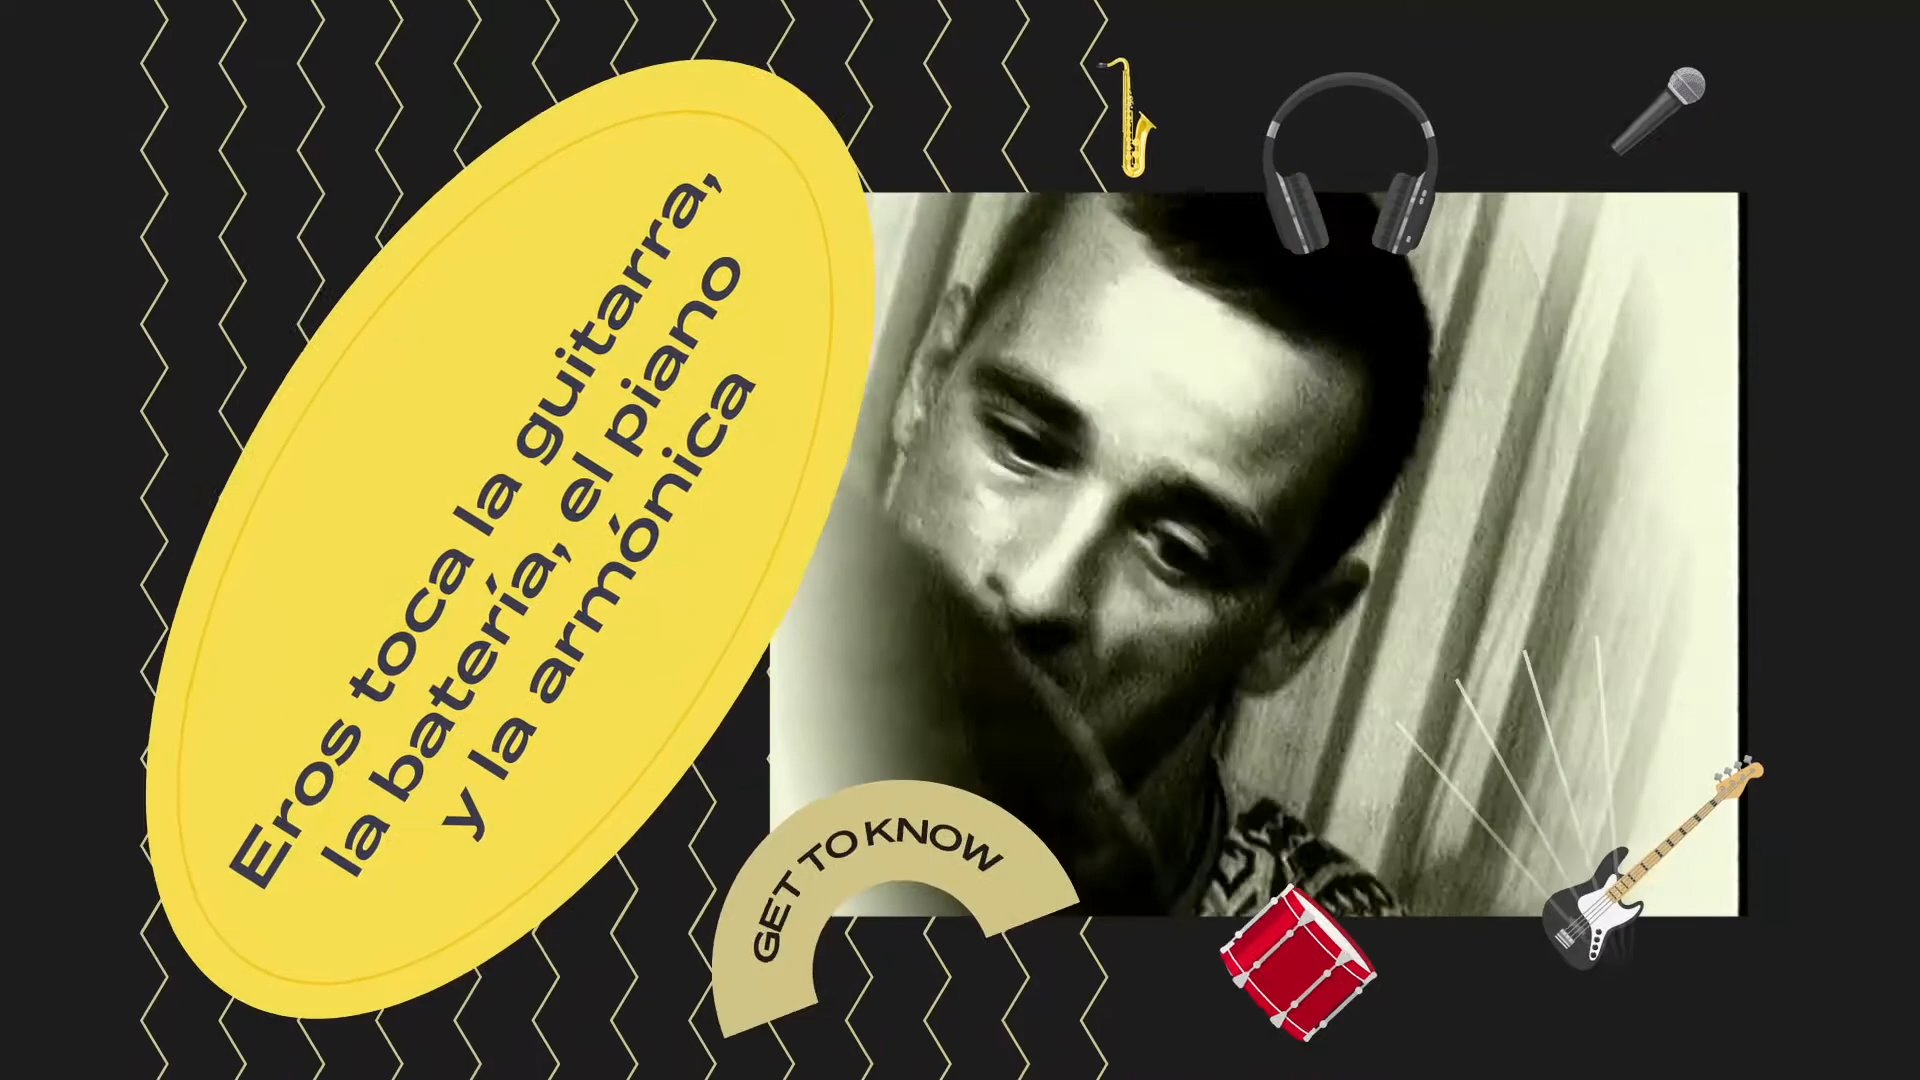 Eros toca la guitarra,
la batería, el piano
y la armónica
GET TO KNOW